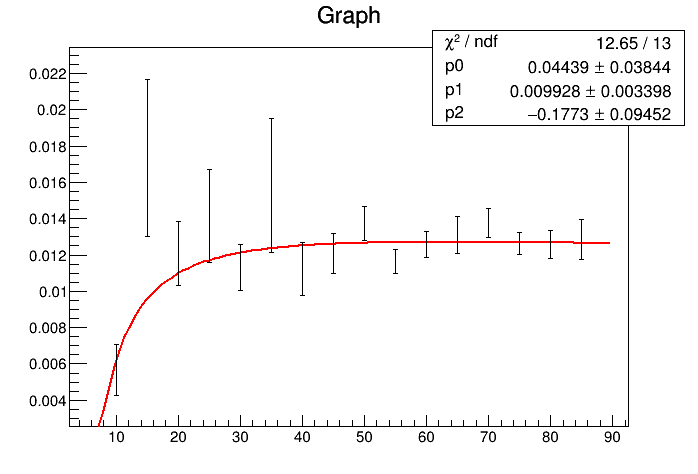 Graph
χ² / ndf 12.65 / 13
p0 0.04439 ± 0.03844
p1 0.009928 ± 0.003398
p2 −0.1773 ± 0.09452
0.022
0.02
0.018
0.016
0.014
0.012
0.01
0.008
0.006
0.004
10 20 30 40 50 60 70 80 90